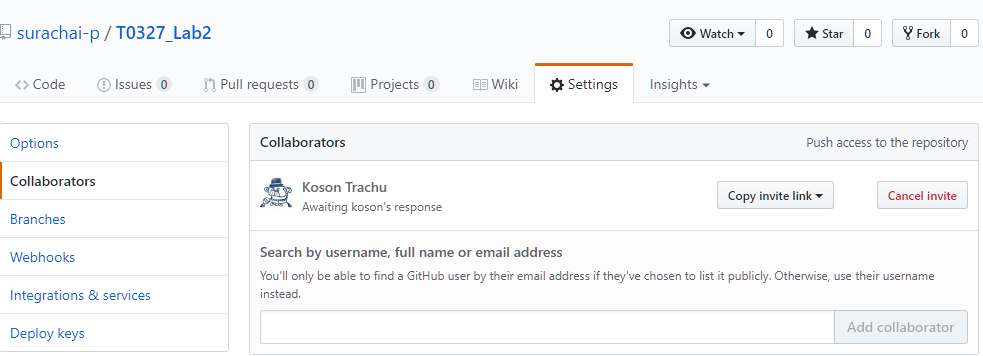 surachai-p / T0327_Lab2
Watch 0 Star 0 Fork 0
Code Issues 0 Pull requests 0 Projects 0 Wiki Settings Insights
Options
Collaborators
Branches
Webhooks
Integrations & services
Deploy keys
Collaborators Push access to the repository
Koson Trachu
Awaiting koson's response
Copy invite link Cancel invite
Search by username, full name or email address
You'll only be able to find a GitHub user by their email address if they've chosen to list it publicly. Otherwise, use their username
instead.
Add collaborator